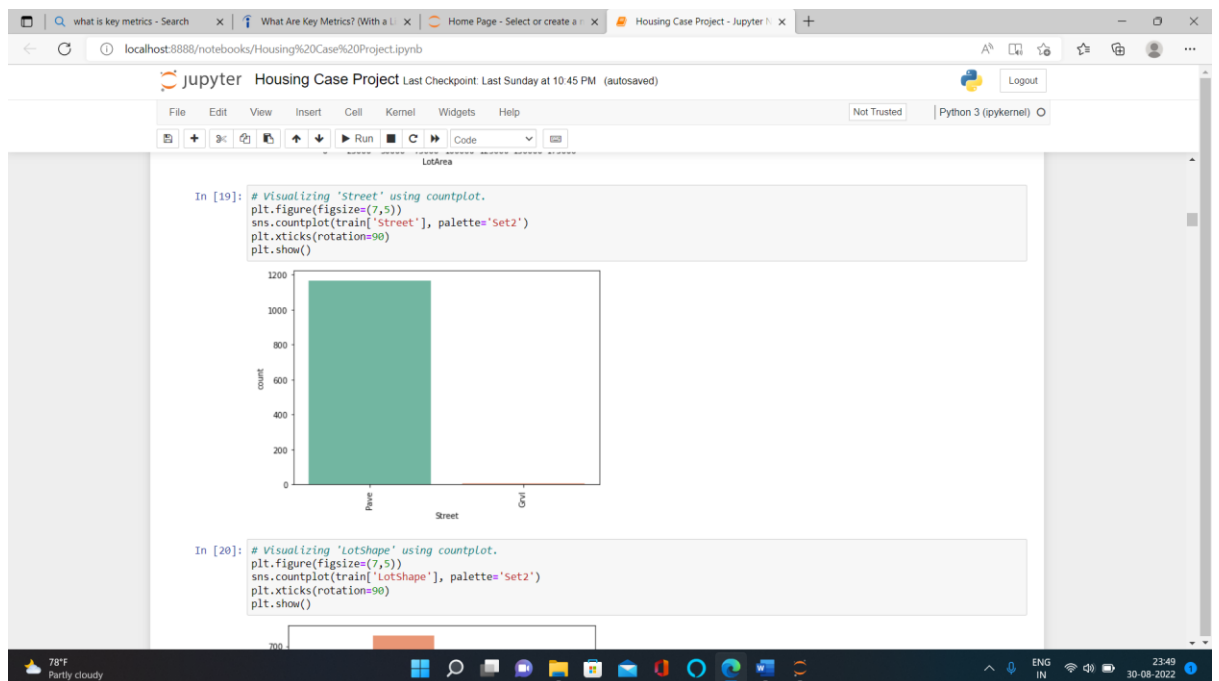 what is key metrics - Search
What Are Key Metrics? (With a Li
Home Page - Select or create a n
Housing Case Project - Jupyter N
localhost:8888/notebooks/Housing%20Case%20Project.ipynb
jupyter Housing Case Project Last Checkpoint: Last Sunday at 10:45 PM (autosaved)
Logout
File Edit View Insert Cell Kernel Widgets Help
Not Trusted Python 3 (ipykernel)
Run Code
LotArea
In [19]: # Visualizing 'Street' using countplot.
plt.figure(figsize=(7,5))
sns.countplot(train['Street'], palette='Set2')
plt.xticks(rotation=90)
plt.show()
1200
1000
800
600
400
200
0
count
Pave
Grvl
Street
In [20]: # Visualizing 'LotShape' using countplot.
plt.figure(figsize=(7,5))
sns.countplot(train['LotShape'], palette='Set2')
plt.xticks(rotation=90)
plt.show()
700
78°F
Partly cloudy
ENG
IN
23:49
30-08-2022
1